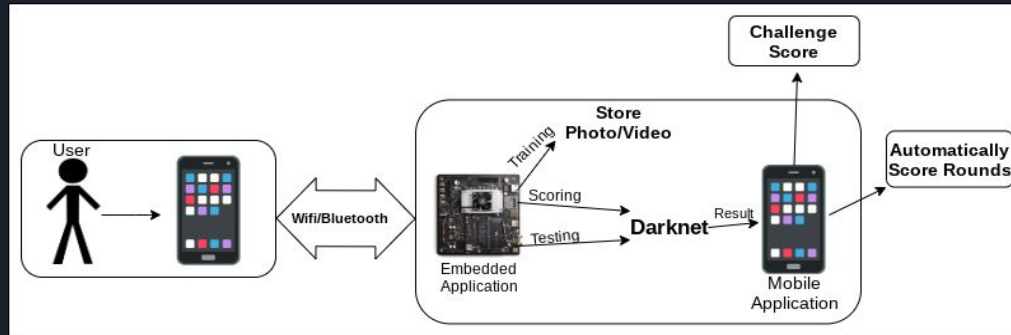 User
Wifi/Bluetooth
Store
Photo/Video
Training
Scoring
Testing
Embedded
Application
Darknet
Result
Mobile
Application
Challenge
Score
Automatically
Score Rounds